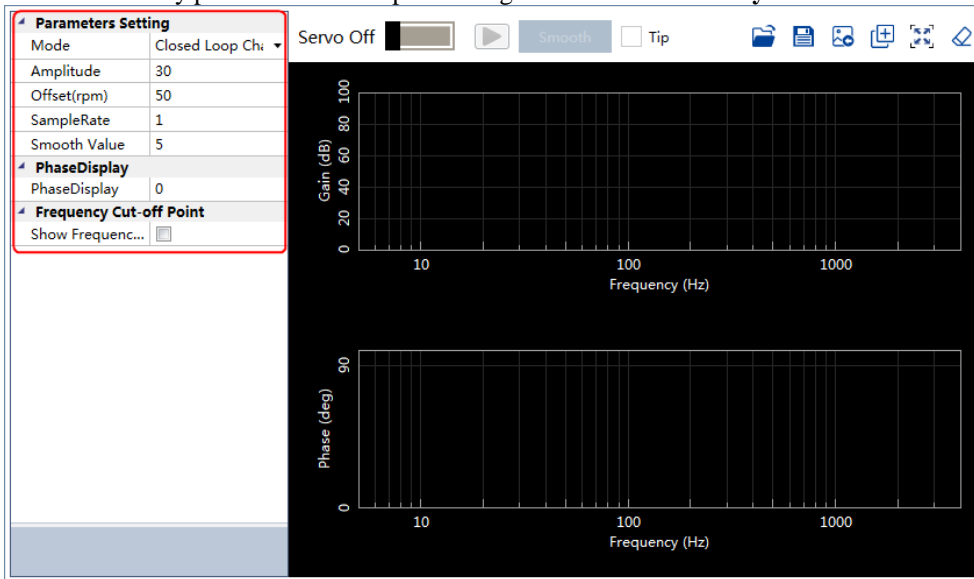 Parameters Setting
Mode Closed Loop Cha
Amplitude 30
Offset(rpm) 50
SampleRate 1
Smooth Value 5
PhaseDisplay
PhaseDisplay 0
Frequency Cut-off Point
Show Frequenc...
Servo Off Smooth Tip
100
80
60
40
20
0
Gain (dB)
10 100 1000
Frequency (Hz)
90
0
Phase (deg)
10 100 1000
Frequency (Hz)